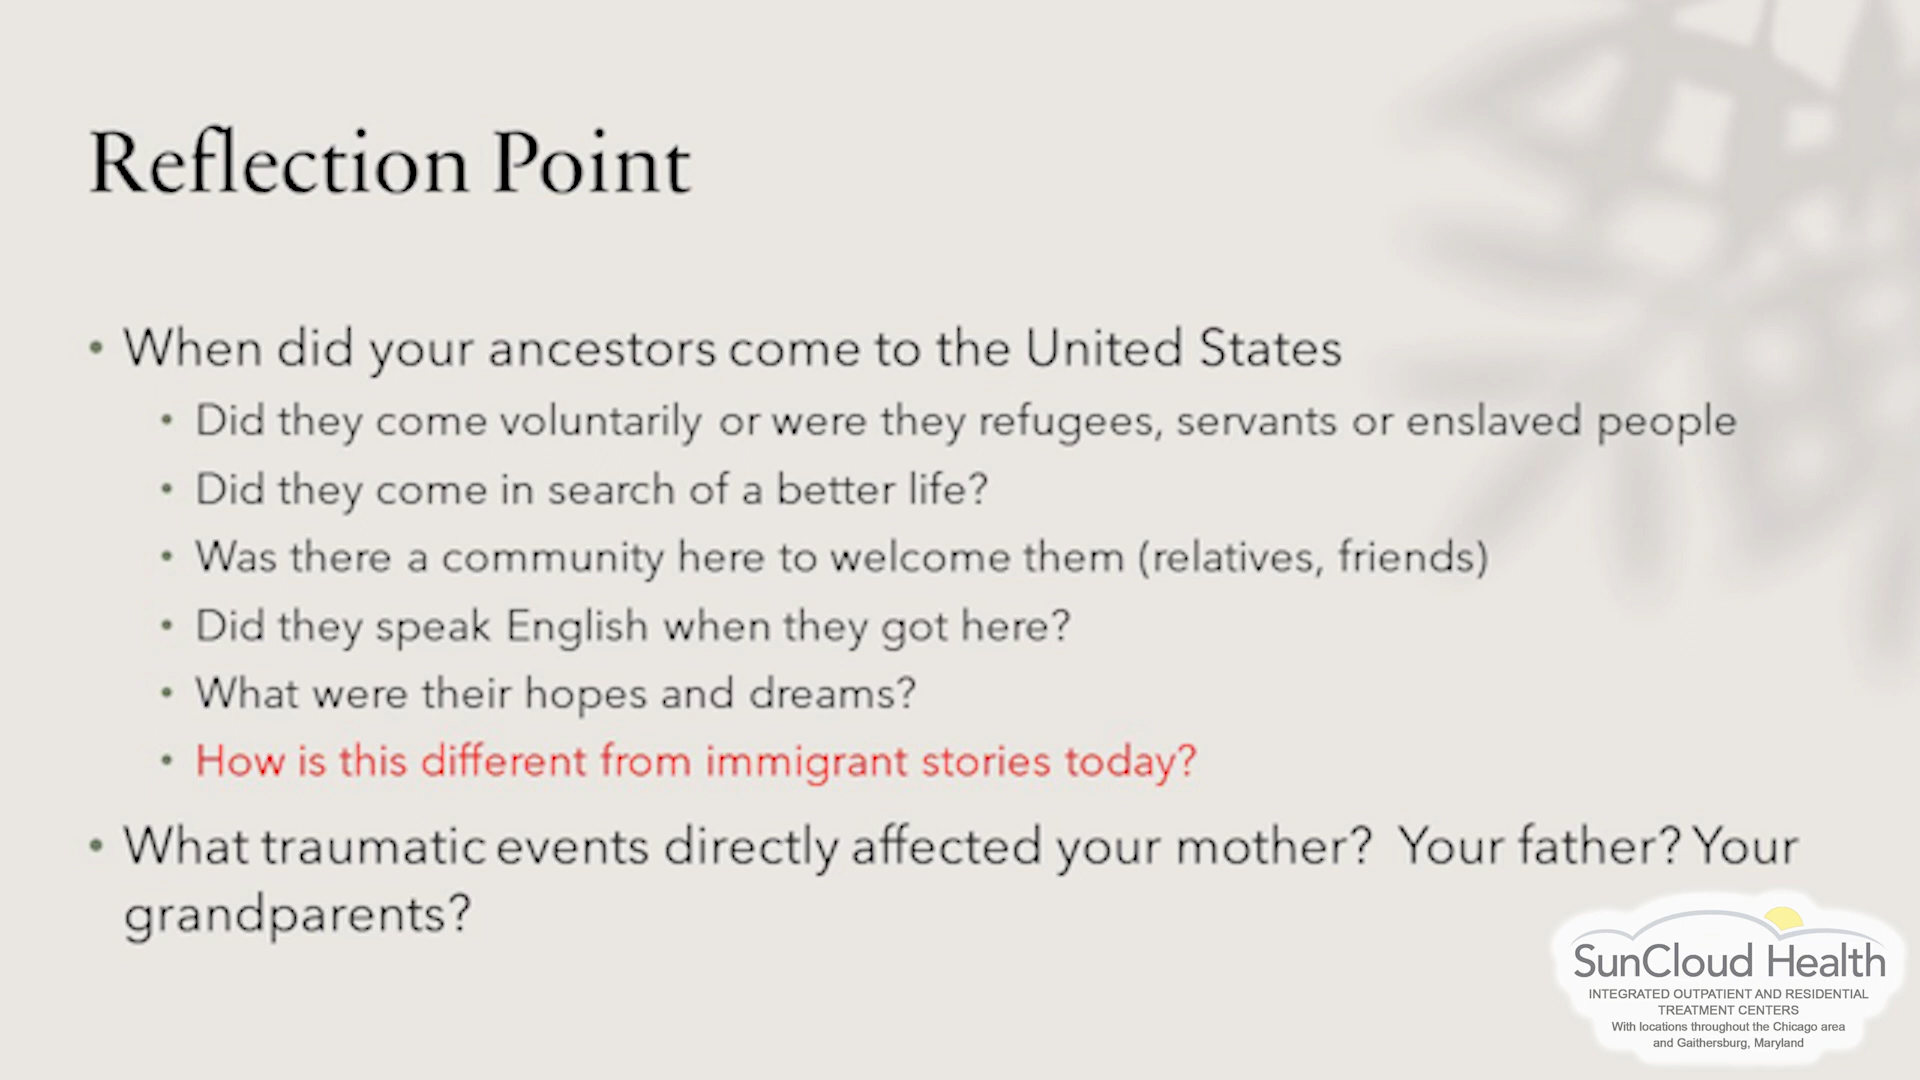 Reflection Point
• When did your ancestors come to the United States
• Did they come voluntarily or were they refugees, servants or enslaved people
• Did they come in search of a better life?
• Was there a community here to welcome them (relatives, friends)
• Did they speak English when they got here?
• What were their hopes and dreams?
• How is this different from immigrant stories today?
• What traumatic events directly affected your mother?  Your father? Your
grandparents?
SunCloud Health
INTEGRATED OUTPATIENT AND RESIDENTIAL
TREATMENT CENTERS
With locations throughout the Chicago area
and Gaithersburg, Maryland